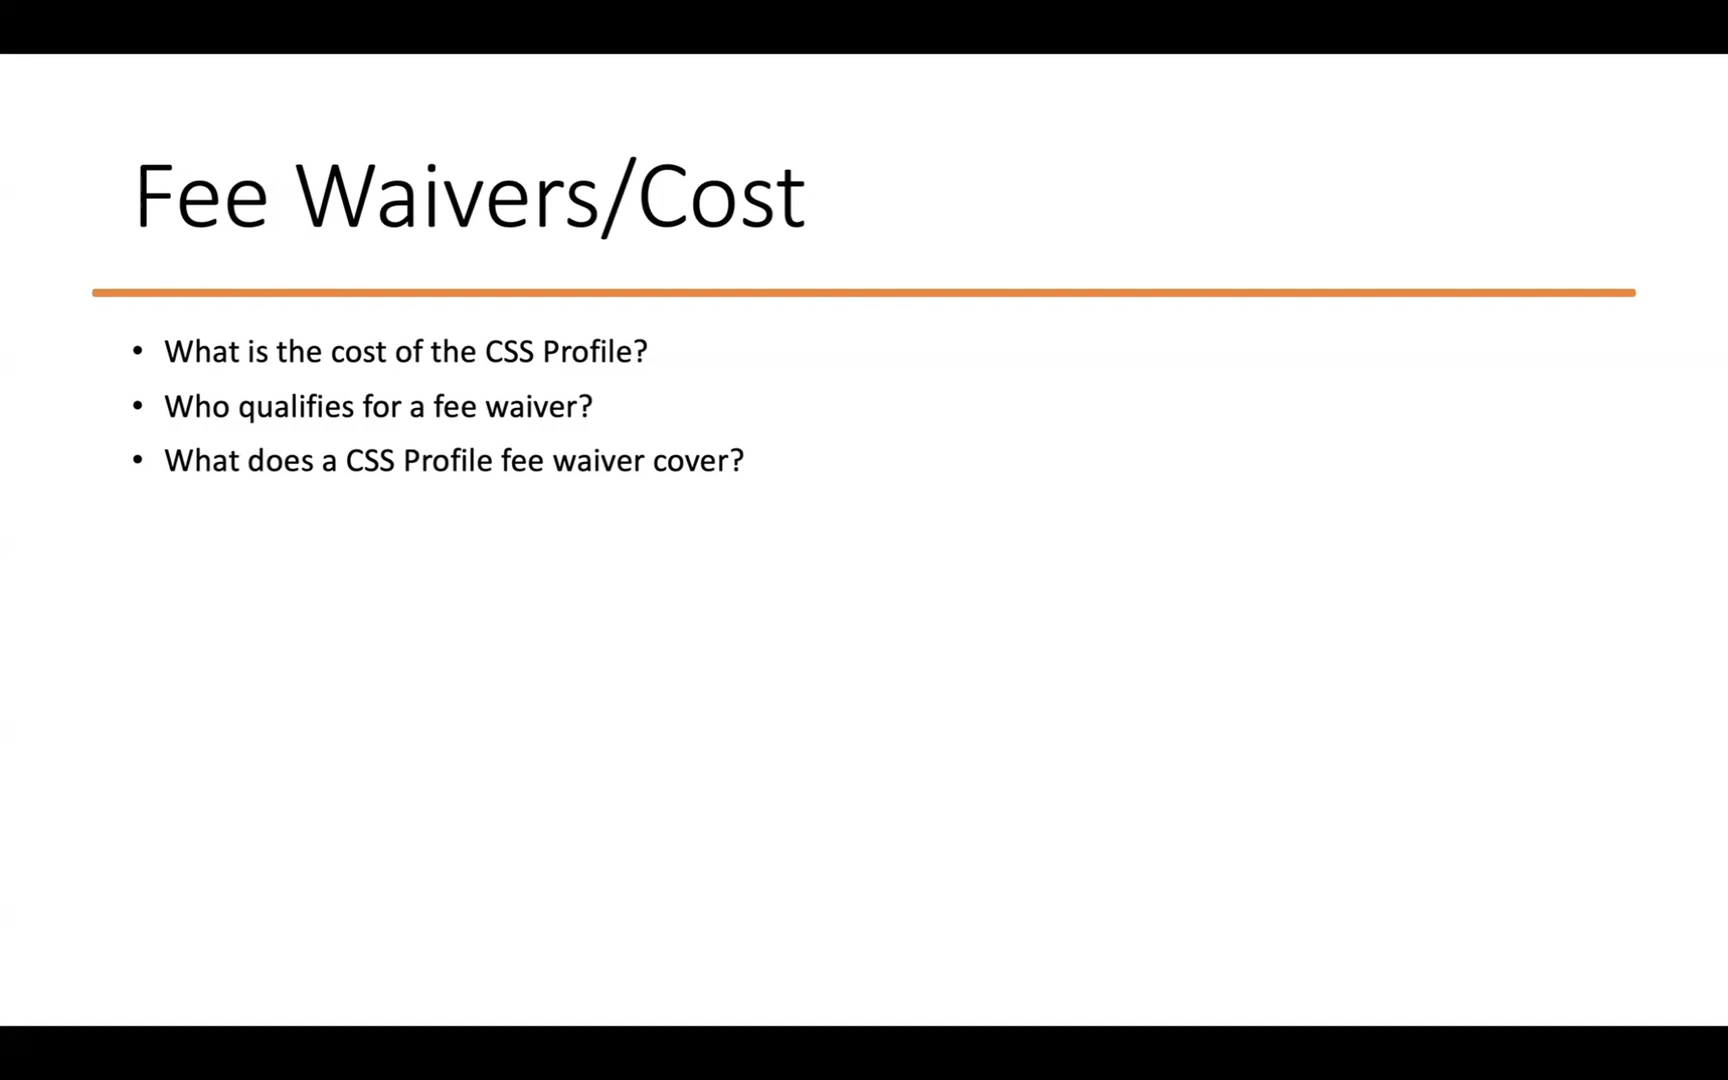 Fee Waivers/Cost
• What is the cost of the CSS Profile?
• Who qualifies for a fee waiver?
• What does a CSS Profile fee waiver cover?